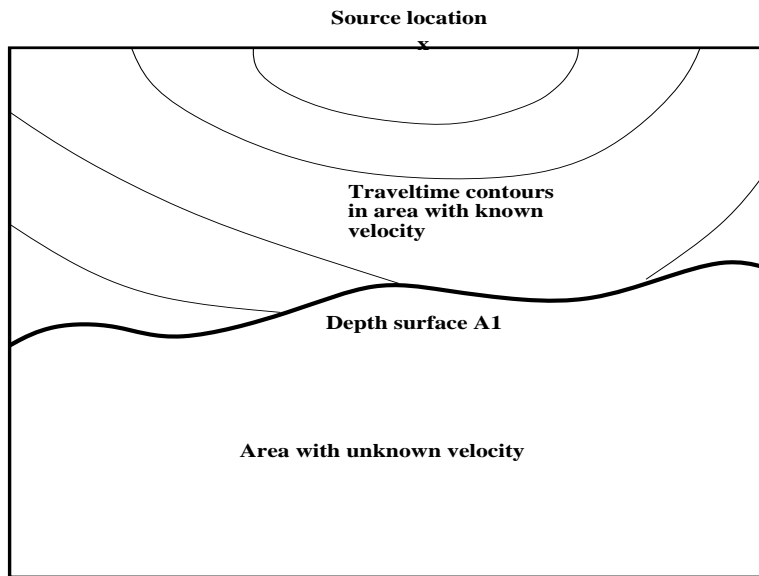 Source location
x
Traveltime contours
in area with known
velocity
Depth surface A1
Area with unknown velocity